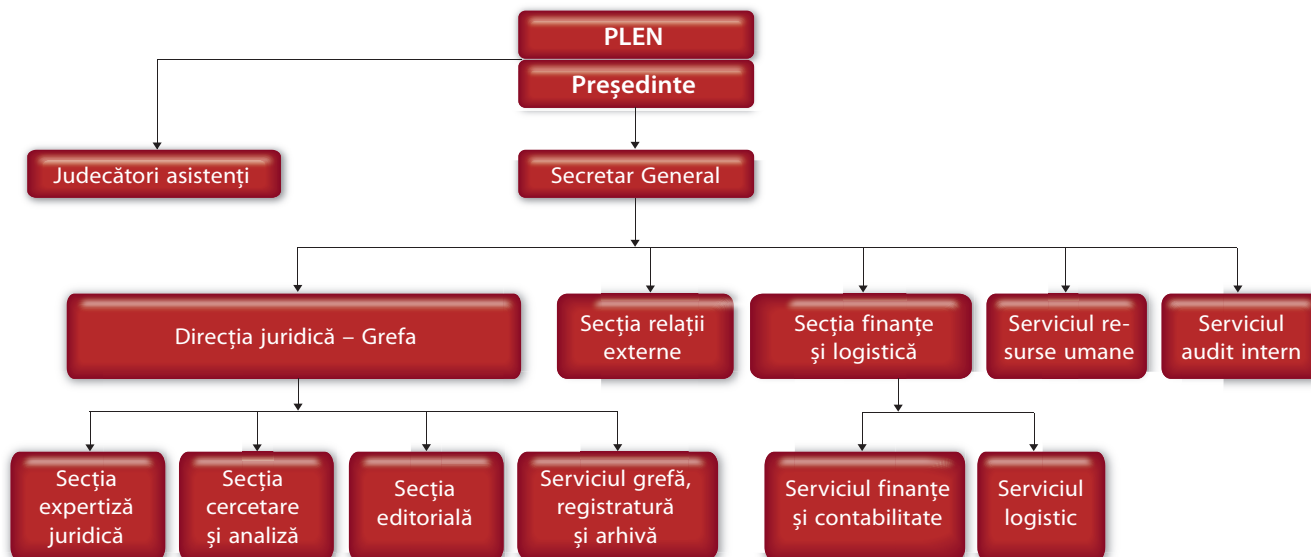 PLEN
Președinte
Judecători asistenți
Secretar General
Direcția juridică – Grefa
Secția relații
externe
Secția finanțe
și logistică
Serviciul re-
surse umane
Serviciul
audit intern
Secția
expertiză
juridică
Secția
cercetare
și analiză
Secția
editorială
Serviciul grefă,
registratură
și arhivă
Serviciul finanțe
și contabilitate
Serviciul
logistic